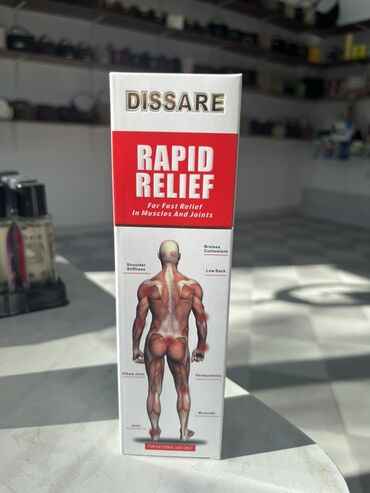 DISSARE
RAPID
RELIEF
For Fast Relief
In Muscles And Joints
Bruises
Contusions
Shoulder
Stiffness
Low Back
Elbow Joint
Peritendinitis
Muscular
Joint
FOR EXTERNAL USE ONLY